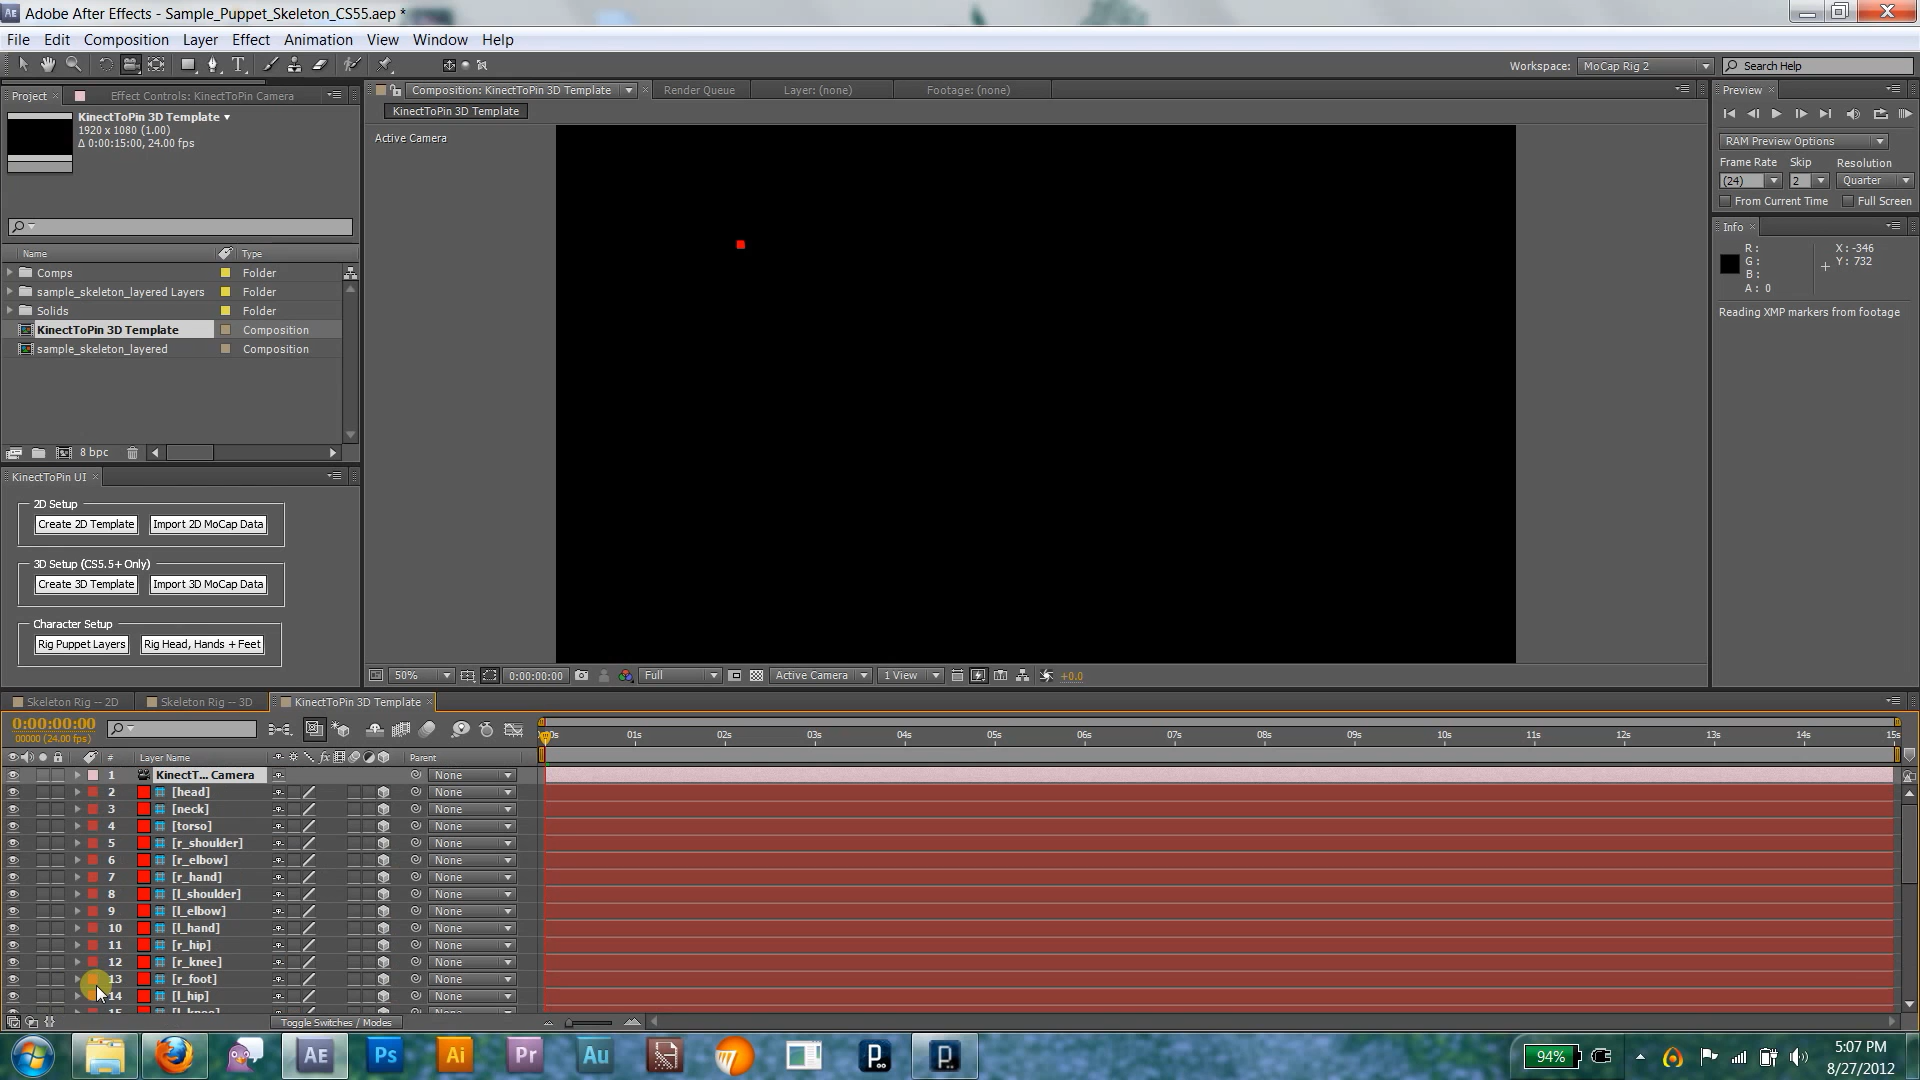 Adobe After Effects - Sample_Puppet_Skeleton_CS55.aep *
File Edit Composition Layer Effect Animation View Window Help
Workspace: MoCap Rig 2 Search Help
Project Effect Controls: KinectToPin Camera
KinectToPin 3D Template
1920 x 1080 (1.00)
Δ 0:00:15:00, 24.00 fps
Name Type
Comps Folder
sample_skeleton_layered Layers Folder
Solids Folder
KinectToPin 3D Template Composition
sample_skeleton_layered Composition
8 bpc
KinectToPin UI
2D Setup
Create 2D Template Import 2D MoCap Data
3D Setup (CS5.5+ Only)
Create 3D Template Import 3D MoCap Data
Character Setup
Rig Puppet Layers Rig Head, Hands + Feet
Composition: KinectToPin 3D Template Render Queue Layer: (none) Footage: (none)
KinectToPin 3D Template
Active Camera
50% 0:00:00:00 Full Active Camera 1 View +0.0
Preview
RAM Preview Options
Frame Rate Skip Resolution
(24) 2 Quarter
From Current Time Full Screen
Info
R : X : -346
G : Y : 732
B :
A : 0
Reading XMP markers from footage
Skeleton Rig -- 2D Skeleton Rig -- 3D KinectToPin 3D Template
0:00:00:00
00000 (24.00 fps)
01s 02s 03s 04s 05s 06s 07s 08s 09s 10s 11s 12s 13s 14s 15s
# Layer Name Parent
1 KinectT... Camera None
2 [head] None
3 [neck] None
4 [torso] None
5 [r_shoulder] None
6 [r_elbow] None
7 [r_hand] None
8 [l_shoulder] None
9 [l_elbow] None
10 [l_hand] None
11 [r_hip] None
12 [r_knee] None
13 [r_foot] None
14 [l_hip] None
Toggle Switches / Modes
AE Ps Ai Pr Au
94%
5:07 PM
8/27/2012